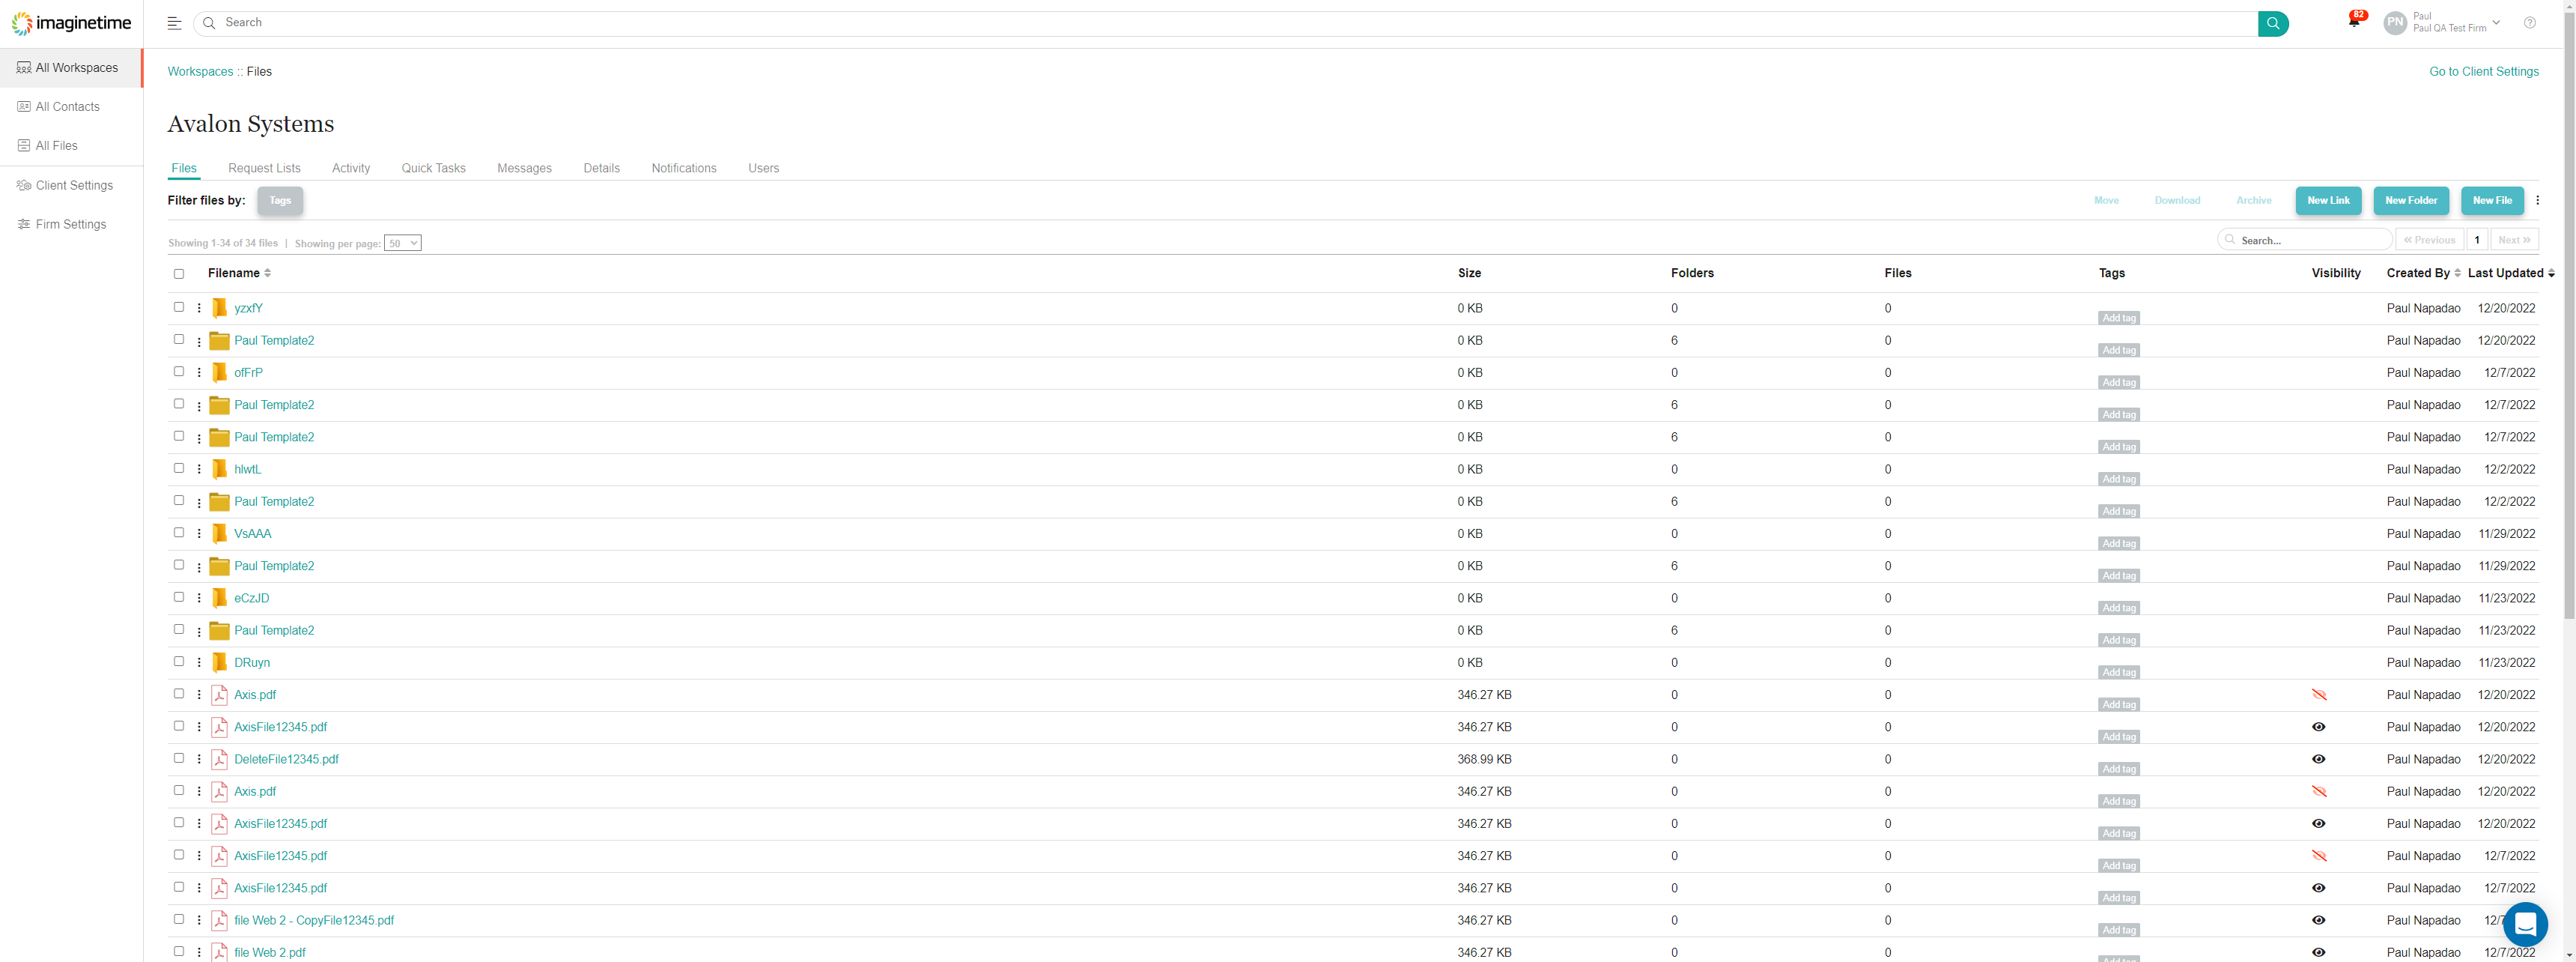 imaginetime
Search
82
PN
Paul
Paul QA Test Firm
All Workspaces
All Contacts
All Files
Client Settings
Firm Settings
Workspaces :: Files
Go to Client Settings
Avalon Systems
Files Request Lists Activity Quick Tasks Messages Details Notifications Users
Filter files by: Tags Move Download Archive New Link New Folder New File
Showing 1-34 of 34 files | Showing per page: 50 Search... « Previous 1 Next »
Filename Size Folders Files Tags Visibility Created By Last Updated
yzxfY 0 KB 0 0 Add tag Paul Napadao 12/20/2022
Paul Template2 0 KB 6 0 Add tag Paul Napadao 12/20/2022
ofFrP 0 KB 0 0 Add tag Paul Napadao 12/7/2022
Paul Template2 0 KB 6 0 Add tag Paul Napadao 12/7/2022
Paul Template2 0 KB 6 0 Add tag Paul Napadao 12/7/2022
hlwtL 0 KB 0 0 Add tag Paul Napadao 12/2/2022
Paul Template2 0 KB 6 0 Add tag Paul Napadao 12/2/2022
VsAAA 0 KB 0 0 Add tag Paul Napadao 11/29/2022
Paul Template2 0 KB 6 0 Add tag Paul Napadao 11/29/2022
eCzJD 0 KB 0 0 Add tag Paul Napadao 11/23/2022
Paul Template2 0 KB 6 0 Add tag Paul Napadao 11/23/2022
DRuyn 0 KB 0 0 Add tag Paul Napadao 11/23/2022
Axis.pdf 346.27 KB 0 0 Add tag Paul Napadao 12/20/2022
AxisFile12345.pdf 346.27 KB 0 0 Add tag Paul Napadao 12/20/2022
DeleteFile12345.pdf 368.99 KB 0 0 Add tag Paul Napadao 12/20/2022
Axis.pdf 346.27 KB 0 0 Add tag Paul Napadao 12/20/2022
AxisFile12345.pdf 346.27 KB 0 0 Add tag Paul Napadao 12/20/2022
AxisFile12345.pdf 346.27 KB 0 0 Add tag Paul Napadao 12/7/2022
AxisFile12345.pdf 346.27 KB 0 0 Add tag Paul Napadao 12/7/2022
file Web 2 - CopyFile12345.pdf 346.27 KB 0 0 Add tag Paul Napadao
file Web 2.pdf 346.27 KB 0 0 Add tag Paul Napadao 12/7/2022